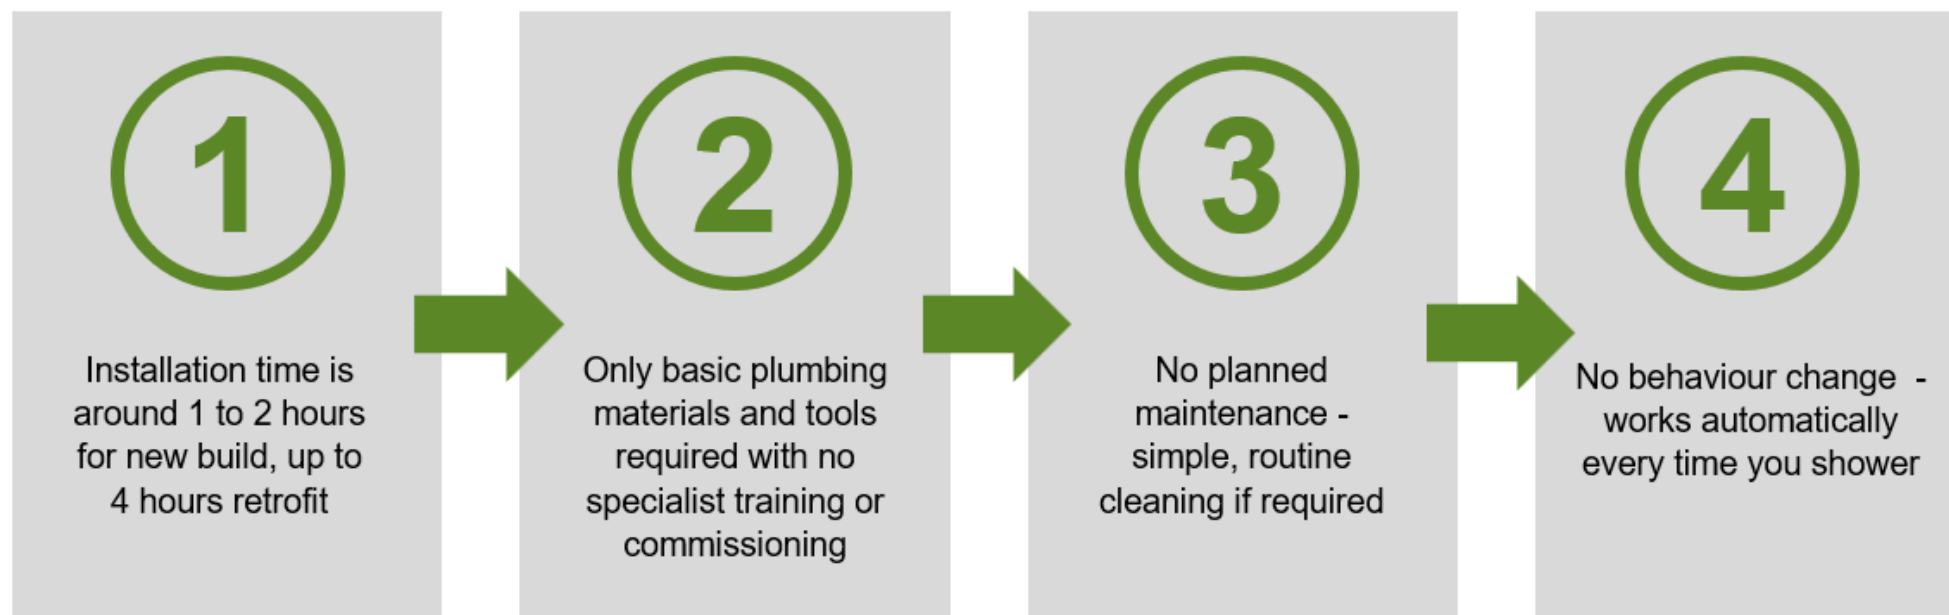 1
Installation time is
around 1 to 2 hours
for new build, up to
4 hours retrofit
2
Only basic plumbing
materials and tools
required with no
specialist training or
commissioning
3
No planned
maintenance -
simple, routine
cleaning if required
4
No behaviour change  -
works automatically
every time you shower